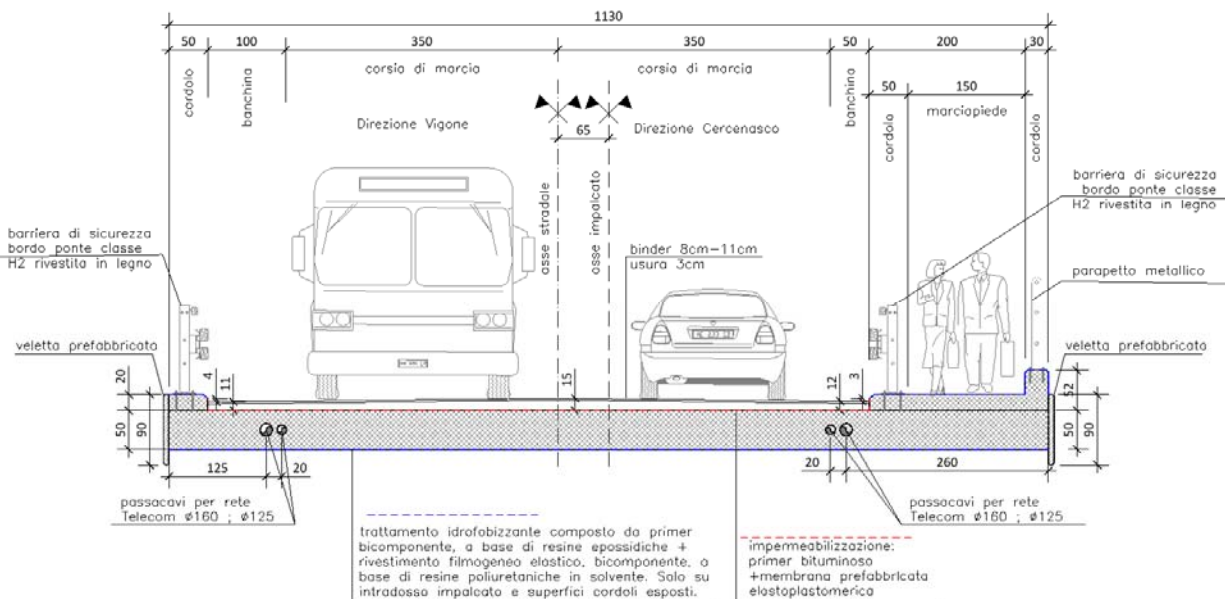 1130
50 100 350 350 50 200 30
cordolo
banchina
corsia di marcia
corsia di marcia
banchina
50 150
marciapiede
cordolo
cordolo
Direzione Vigone
65
Direzione Cercenasco
asse stradale
asse impalcato
barriera di sicurezza
bordo ponte classe
H2 rivestita in legno
barriera di sicurezza
bordo ponte classe
H2 rivestita in legno
binder 8cm-11cm
usura 3cm
parapetto metallico
veletta prefabbricata
veletta prefabbricata
20 50 90
4 11 15 12 3
52 50 90
125 20
20 260
passacavi per rete
Telecom ø160 ; ø125
passacavi per rete
Telecom ø160 ; ø125
trattamento idrofobizzante composto da primer
bicomponente, a base di resine epossidiche +
rivestimento filmogeneo elastico, bicomponente, a
base di resine poliuretaniche in solvente. Solo su
intradosso impalcato e superfici cordoli esposti.
impermeabilizzazione:
primer bituminoso
+membrana prefabbricata
elastoplastomerica